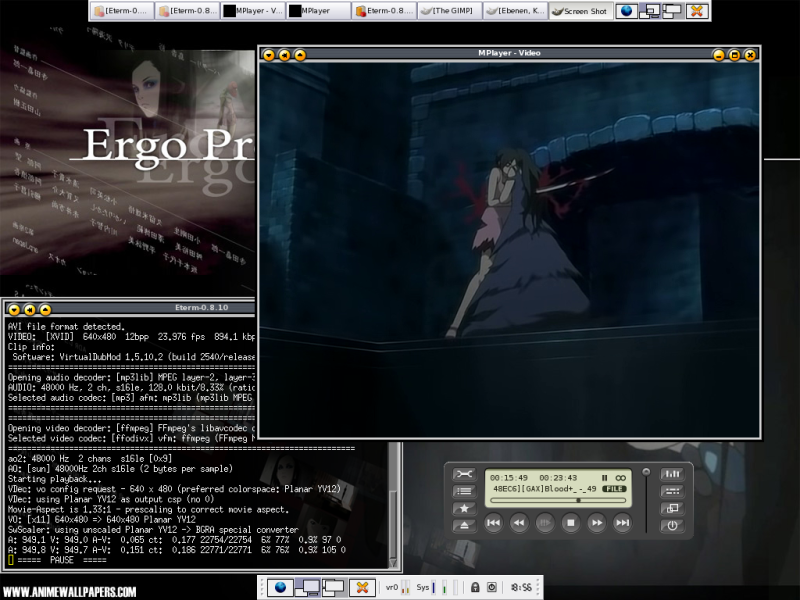 [Eterm-0....
[Eterm-0.8...
MPlayer - V...
MPlayer
Eterm-0.8...
[The GIMP]
[Ebenen, K...
Screen Shot
MPlayer - Video
Ergo Pr
Eterm-0.8.10
AVI file format detected.
VIDEO: [XVID] 640x480 12bpp 23.976 fps 894.1 kbp
Clip info:
Software: VirtualDubMod 1.5.10.2 (build 2540/release
Opening audio decoder: [mp3lib] MPEG layer-2, layer-3
AUDIO: 48000 Hz, 2 ch, s16le, 128.0 kbit/8.33% (ratio
Selected audio codec: [mp3] afm: mp3lib (mp3lib MPEG
Opening video decoder: [ffmpeg] FFmpeg's libavcodec c
Selected video codec: [ffodivx] vfm: ffmpeg (FFmpeg M
ao2: 48000 Hz 2 chans s16le [0x9]
AO: [sun] 48000Hz 2ch s16le (2 bytes per sample)
Starting playback...
VDec: vo config request - 640 x 480 (preferred colorspace: Planar YV12)
VDec: using Planar YV12 as output csp (no 0)
Movie-Aspect is 1.33:1 - prescaling to correct movie aspect.
VO: [x11] 640x480 => 640x480 Planar YV12
SwScaler: using unscaled Planar YV12 -> BGRA special converter
A: 949.1 V: 949.0 A-V: 0.065 ct: 0.177 22754/22754 6% 77% 0.9% 97 0
A: 949.8 V: 949.7 A-V: 0.151 ct: 0.186 22771/22771 6% 76% 0.9% 105 0
===== PAUSE =====
00:15:49 00:23:43
48EC6][GAX]Blood+_-_49 FILE
WWW.ANIMEWALLPAPERS.COM
vr0
Sys
18:56